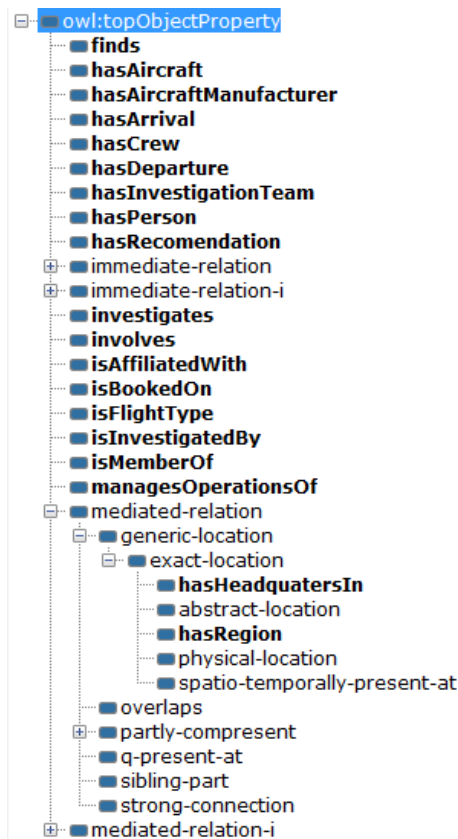 owl:topObjectProperty
finds
hasAircraft
hasAircraftManufacturer
hasArrival
hasCrew
hasDeparture
hasInvestigationTeam
hasPerson
hasRecomendation
immediate-relation
immediate-relation-i
investigates
involves
isAffiliatedWith
isBookedOn
isFlightType
isInvestigatedBy
isMemberOf
managesOperationsOf
mediated-relation
generic-location
exact-location
hasHeadquatersIn
abstract-location
hasRegion
physical-location
spatio-temporally-present-at
overlaps
partly-compresent
q-present-at
sibling-part
strong-connection
mediated-relation-i